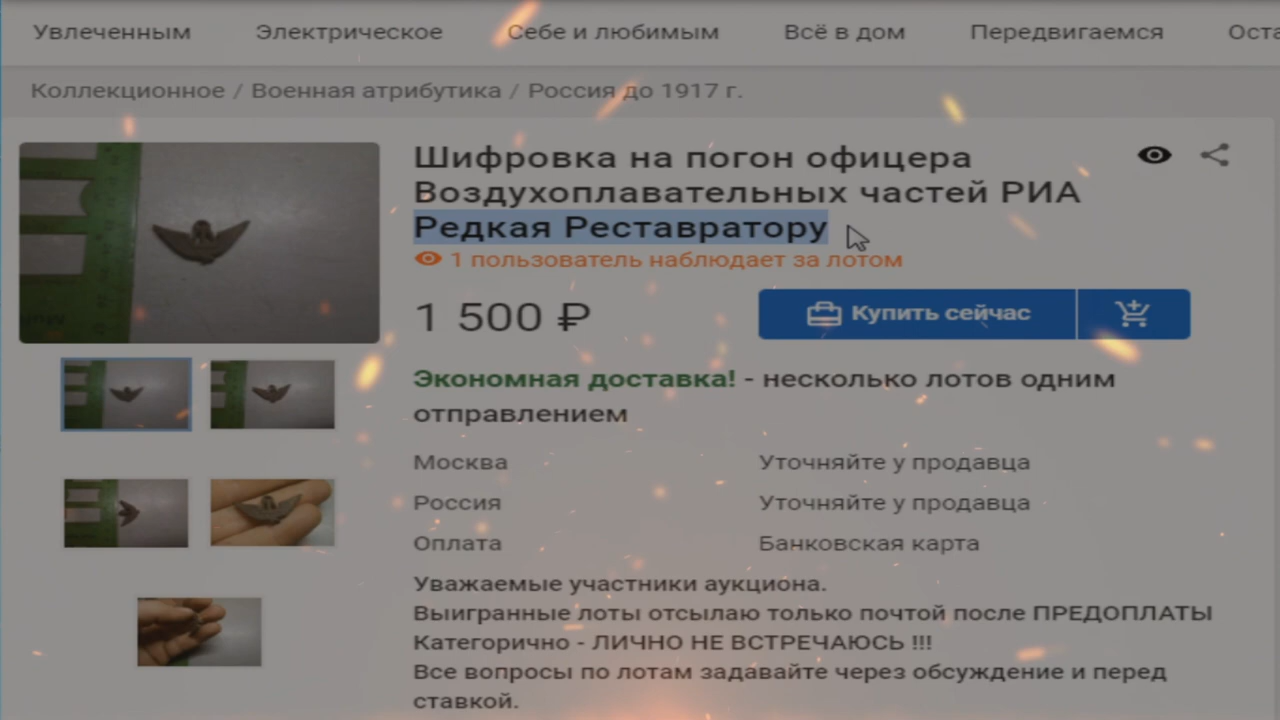 Увлеченным Электрическое Себе и любимым Всё в дом Передвигаемся Оста
Коллекционное / Военная атрибутика / Россия до 1917 г.
Шифровка на погон офицера
Воздухоплавательных частей РИА
Редкая Реставратору
1 пользователь наблюдает за лотом
1 500 ₽
Купить сейчас
Экономная доставка! - несколько лотов одним
отправлением
Москва Уточняйте у продавца
Россия Уточняйте у продавца
Оплата Банковская карта
Уважаемые участники аукциона.
Выигранные лоты отсылаю только почтой после ПРЕДОПЛАТЫ
Категорично - ЛИЧНО НЕ ВСТРЕЧАЮСЬ !!!
Все вопросы по лотам задавайте через обсуждение и перед
ставкой.